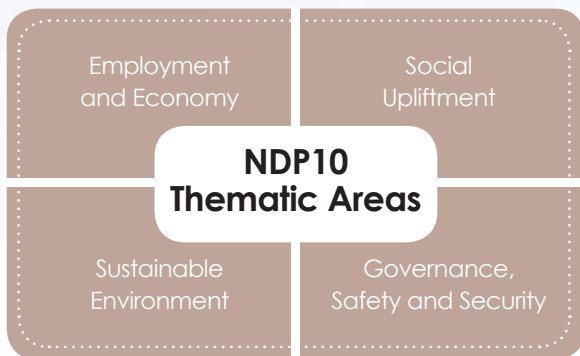 Employment
and Economy
Social
Upliftment
NDP10
Thematic Areas
Sustainable
Environment
Governance,
Safety and Security